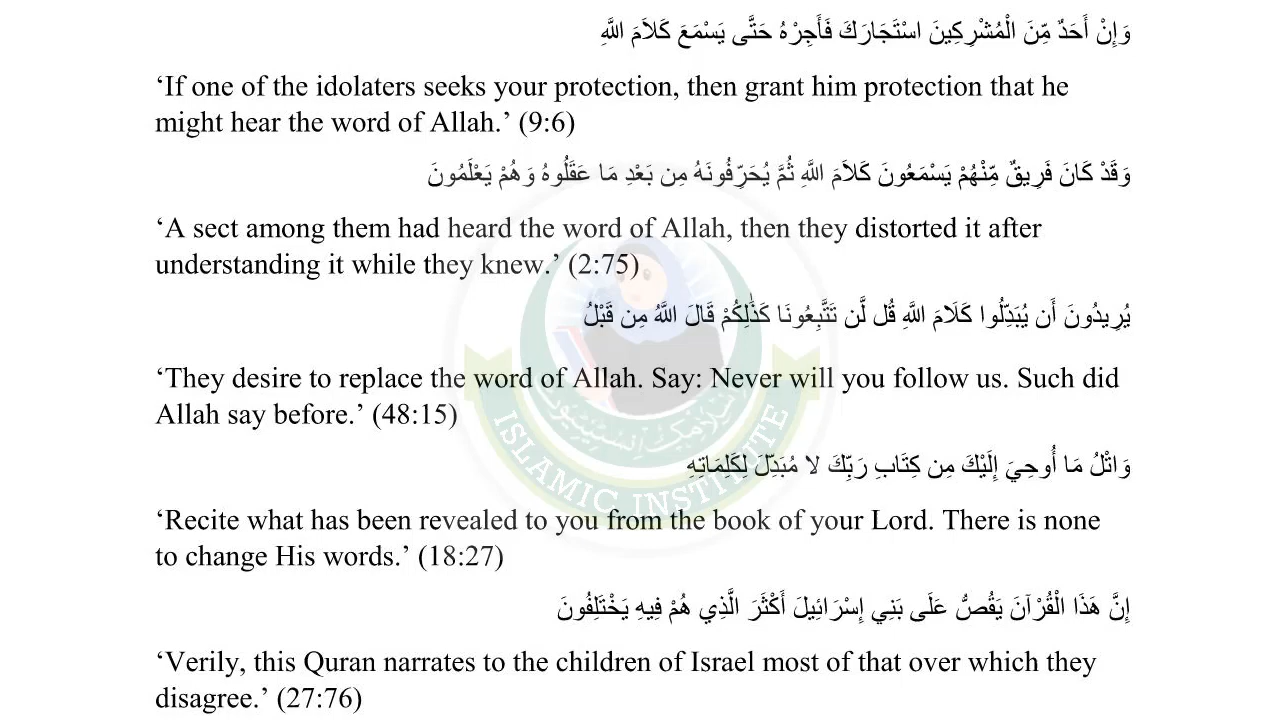 وَإِنْ أَحَدٌ مِّنَ الْمُشْرِكِينَ اسْتَجَارَكَ فَأَجِرْهُ حَتَّى يَسْمَعَ كَلَامَ اللَّهِ
‘If one of the idolaters seeks your protection, then grant him protection that he
might hear the word of Allah.’ (9:6)
وَقَدْ كَانَ فَرِيقٌ مِّنْهُمْ يَسْمَعُونَ كَلَامَ اللَّهِ ثُمَّ يُحَرِّفُونَهُ مِن بَعْدِ مَا عَقَلُوهُ وَهُمْ يَعْلَمُونَ
‘A sect among them had heard the word of Allah, then they distorted it after
understanding it while they knew.’ (2:75)
يُرِيدُونَ أَن يُبَدِّلُوا كَلَامَ اللَّهِ قُل لَّن تَتَّبِعُونَا كَذَٰلِكُمْ قَالَ اللَّهُ مِن قَبْلُ
‘They desire to replace the word of Allah. Say: Never will you follow us. Such did
Allah say before.’ (48:15)
وَاتْلُ مَا أُوحِيَ إِلَيْكَ مِن كِتَابِ رَبِّكَ لَا مُبَدِّلَ لِكَلِمَاتِهِ
‘Recite what has been revealed to you from the book of your Lord. There is none
to change His words.’ (18:27)
إِنَّ هَذَا الْقُرْآنَ يَقُصُّ عَلَى بَنِي إِسْرَائِيلَ أَكْثَرَ الَّذِي هُمْ فِيهِ يَخْتَلِفُونَ
‘Verily, this Quran narrates to the children of Israel most of that over which they
disagree.’ (27:76)
ISLAMIC INSTITUTE